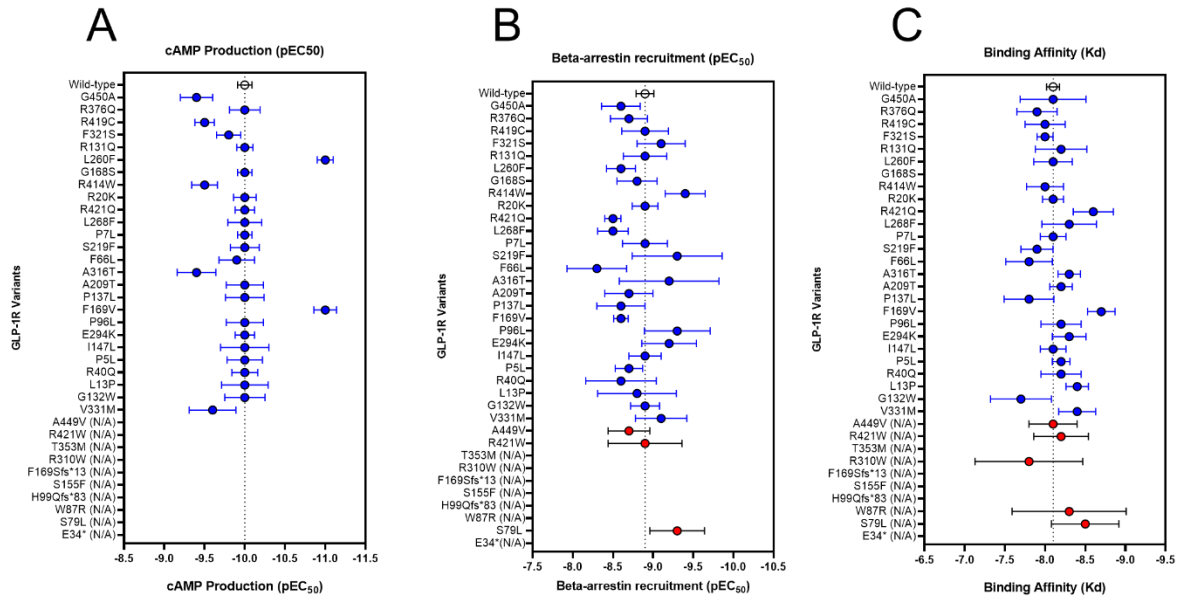 A
cAMP Production (pEC50)
GLP-1R Variants
Wild-type
G450A
R376Q
R419C
F321S
R131Q
L260F
G168S
R414W
R20K
R421Q
L268F
P7L
S219F
F66L
A316T
A209T
P137L
F169V
P96L
E294K
I147L
P5L
R40Q
L13P
G132W
V331M
A449V (N/A)
R421W (N/A)
T353M (N/A)
R310W (N/A)
F169Sfs*13 (N/A)
S155F (N/A)
H99Qfs*83 (N/A)
W87R (N/A)
S79L (N/A)
E34* (N/A)
-8.5 -9.0 -9.5 -10.0 -10.5 -11.0 -11.5
cAMP Production (pEC50)
B
Beta-arrestin recruitment (pEC50)
GLP-1R Variants
Wild-type
G450A
R376Q
R419C
F321S
R131Q
L260F
G168S
R414W
R20K
R421Q
L268F
P7L
S219F
F66L
A316T
A209T
P137L
F169V
P96L
E294K
I147L
P5L
R40Q
L13P
G132W
V331M
A449V
R421W
T353M (N/A)
R310W (N/A)
F169Sfs*13 (N/A)
S155F (N/A)
H99Qfs*83 (N/A)
W87R (N/A)
S79L
E34*(N/A)
-7.5 -8.0 -8.5 -9.0 -9.5 -10.0 -10.5
Beta-arrestin recruitment (pEC50)
C
Binding Affinity (Kd)
GLP-1R Variants
Wild-type
G450A
R376Q
R419C
F321S
R131Q
L260F
G168S
R414W
R20K
R421Q
L268F
P7L
S219F
F66L
A316T
A209T
P137L
F169V
P96L
E294K
I147L
P5L
R40Q
L13P
G132W
V331M
A449V (N/A)
R421W (N/A)
T353M (N/A)
R310W (N/A)
F169Sfs*13 (N/A)
S155F (N/A)
H99Qfs*83 (N/A)
W87R (N/A)
S79L (N/A)
E34* (N/A)
-6.5 -7.0 -7.5 -8.0 -8.5 -9.0 -9.5
Binding Affinity (Kd)